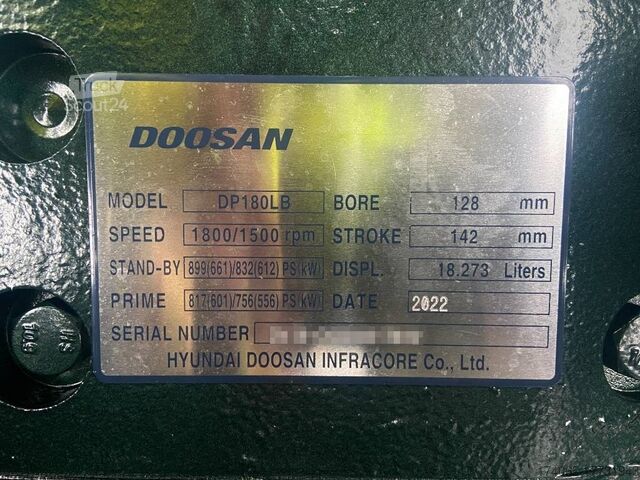 Truck
Scout24
DOOSAN
MODEL DP180LB BORE 128 mm
SPEED 1800/1500 rpm STROKE 142 mm
STAND-BY 899(661)/832(612) PS(kW) DISPL. 18.273 Liters
PRIME 817(601)/756(556) PS(kW) DATE 2022
SERIAL NUMBER
HYUNDAI DOOSAN INFRACORE Co., Ltd.